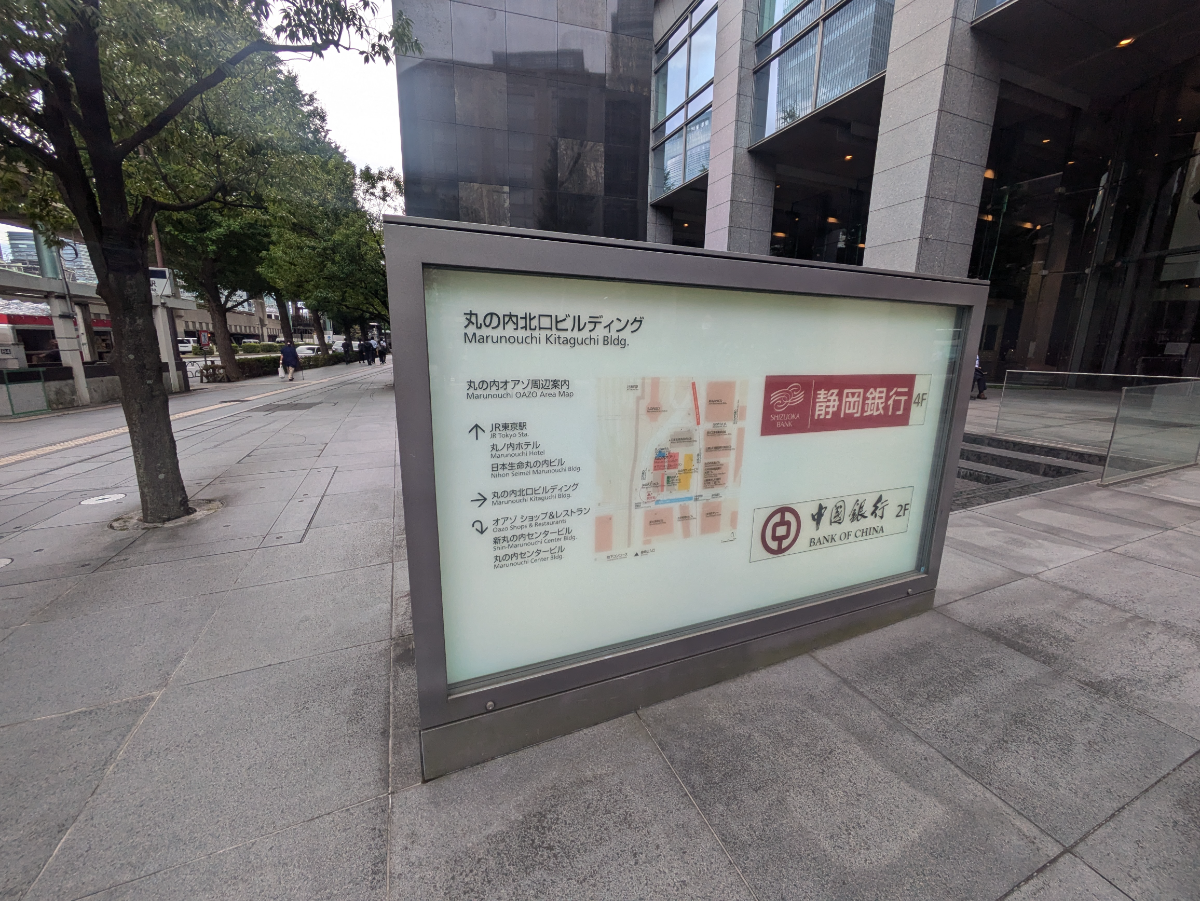 丸の内北口ビルディング
Marunouchi Kitaguchi Bldg.
丸の内オアゾ周辺案内
Marunouchi OAZO Area Map
JR東京駅
JR Tokyo Sta.
丸ノ内ホテル
Marunouchi Hotel
日本生命丸の内ビル
Nihon Seimei Marunouchi Bldg.
丸の内北口ビルディング
Marunouchi Kitaguchi Bldg.
オアゾ ショップ&レストラン
Oazo Shops & Restaurants
新丸の内センタービル
Shin-Marunouchi Center Bldg.
丸の内センタービル
Marunouchi Center Bldg.
SHIZUOKA BANK
静岡銀行 4F
中国銀行 2F
BANK OF CHINA